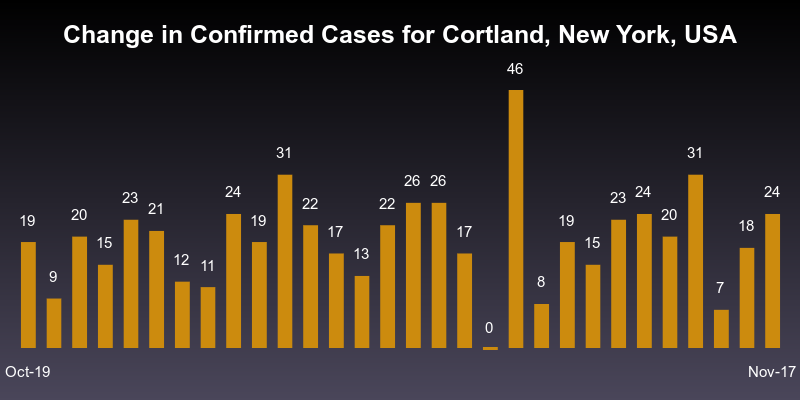 Change in Confirmed Cases for Cortland, New York, USA
19 9 20 15 23 21 12 11 24 19 31 22 17 13 22 26 26 17 0 46 8 19 15 23 24 20 31 7 18 24
Oct-19 Nov-17